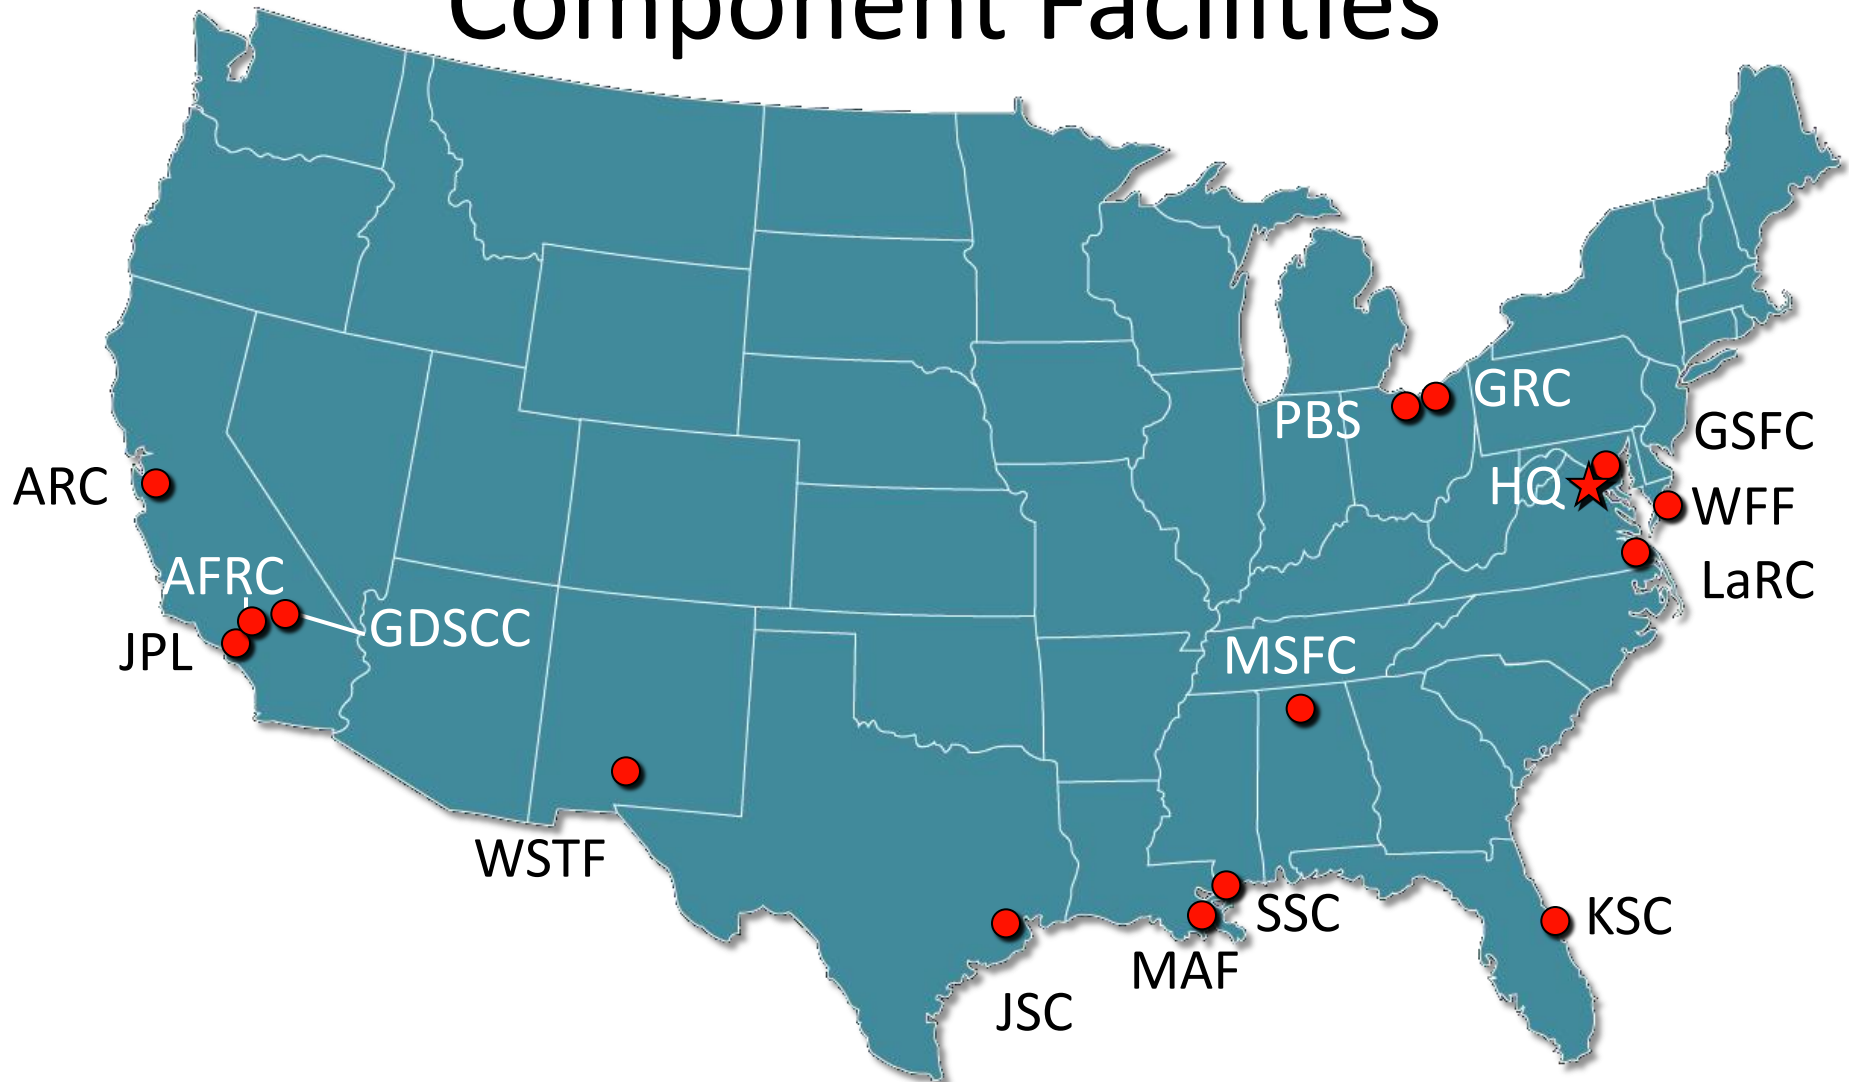 Component Facilities
GRC
PBS
GSFC
HQ
ARC
WFF
AFRC
LaRC
GDSCC
JPL
MSFC
WSTF
SSC
KSC
MAF
JSC